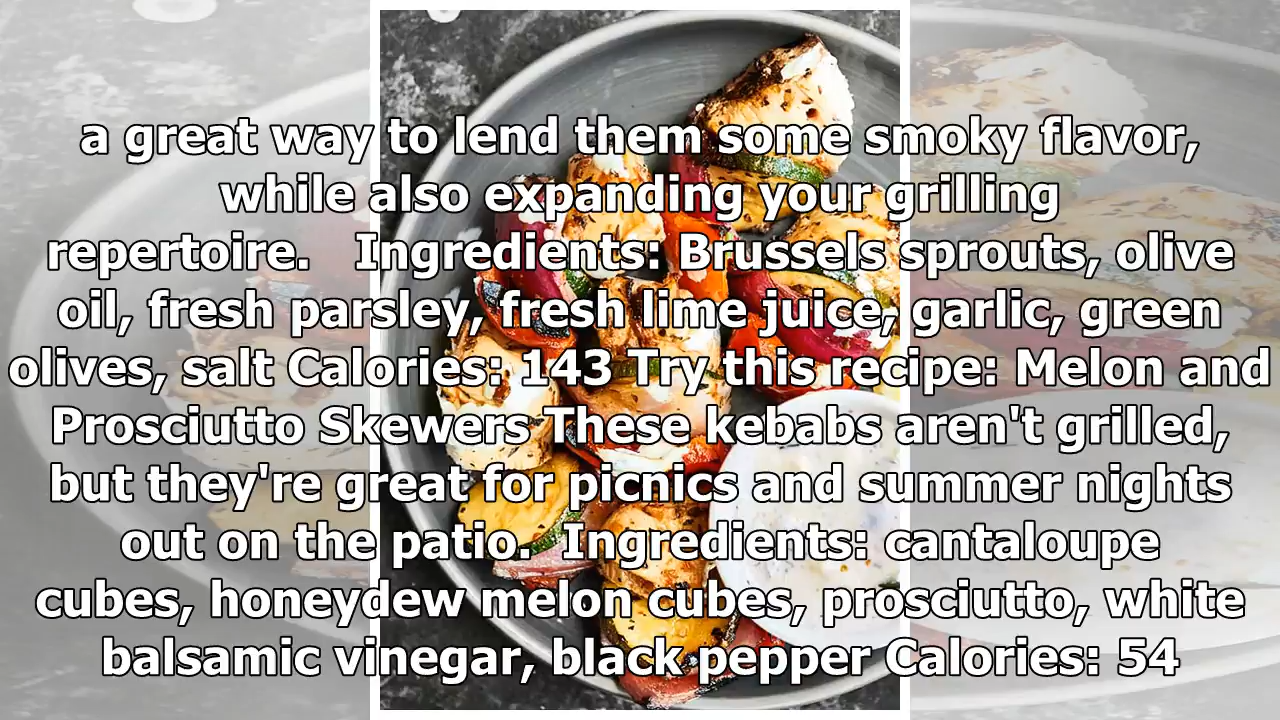 a great way to lend them some smoky flavor,
while also expanding your grilling
repertoire.   Ingredients: Brussels sprouts, olive
oil, fresh parsley, fresh lime juice, garlic, green
olives, salt Calories: 143 Try this recipe: Melon and
Prosciutto Skewers These kebabs aren't grilled,
but they're great for picnics and summer nights
out on the patio.  Ingredients: cantaloupe
cubes, honeydew melon cubes, prosciutto, white
balsamic vinegar, black pepper Calories: 54